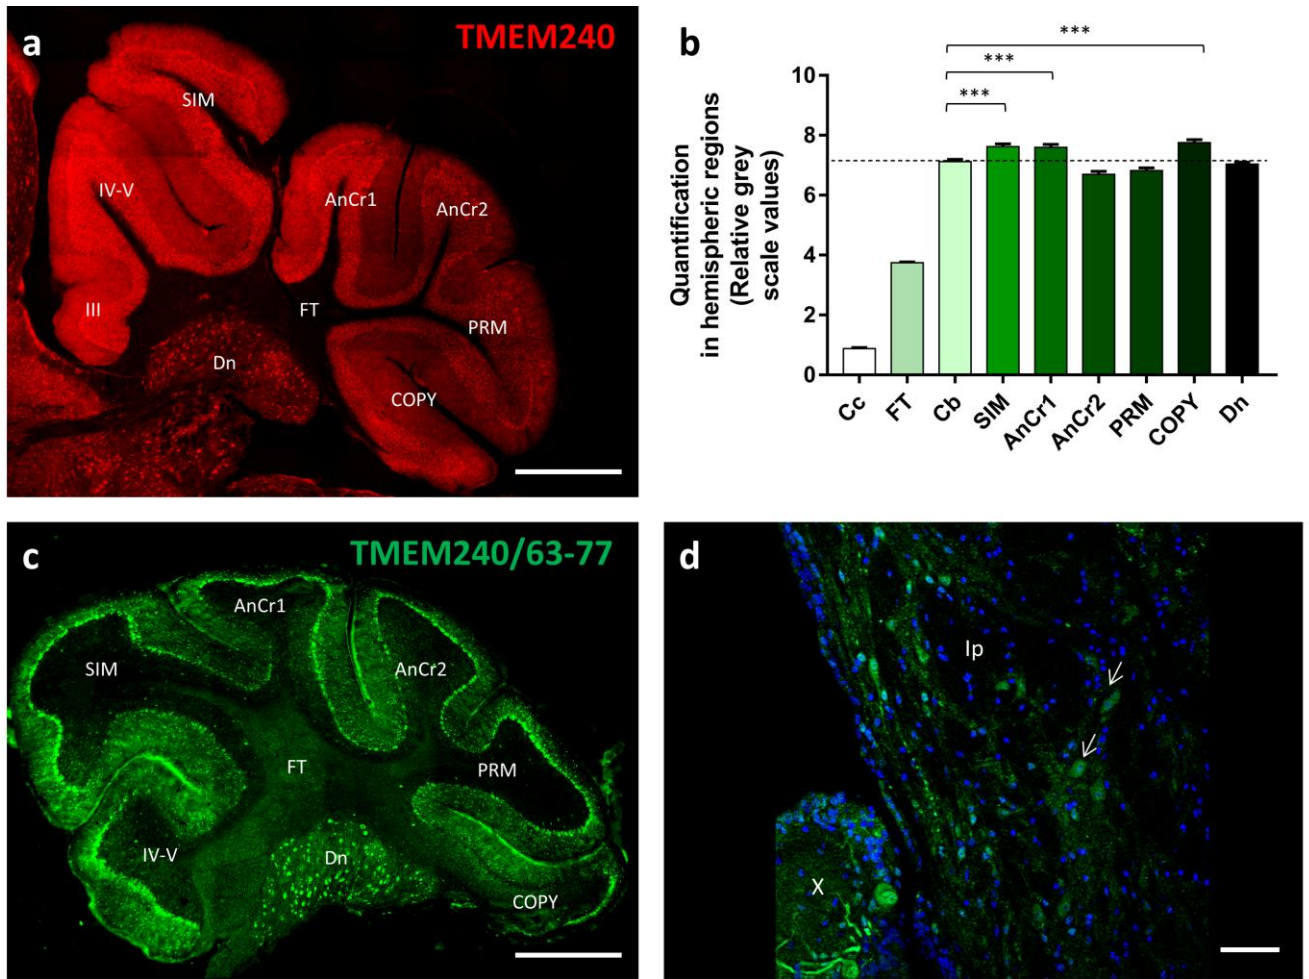 a
TMEM240
SIM
IV-V
AnCr1
AnCr2
III
FT
PRM
Dn
COPY
b
***
***
***
Quantification
in hemispheric regions
(Relative grey
scale values)
10
8
6
4
2
0
Cc
FT
Cb
SIM
AnCr1
AnCr2
PRM
COPY
Dn
c
TMEM240/63-77
AnCr1
SIM
AnCr2
FT
PRM
IV-V
Dn
COPY
d
Ip
X